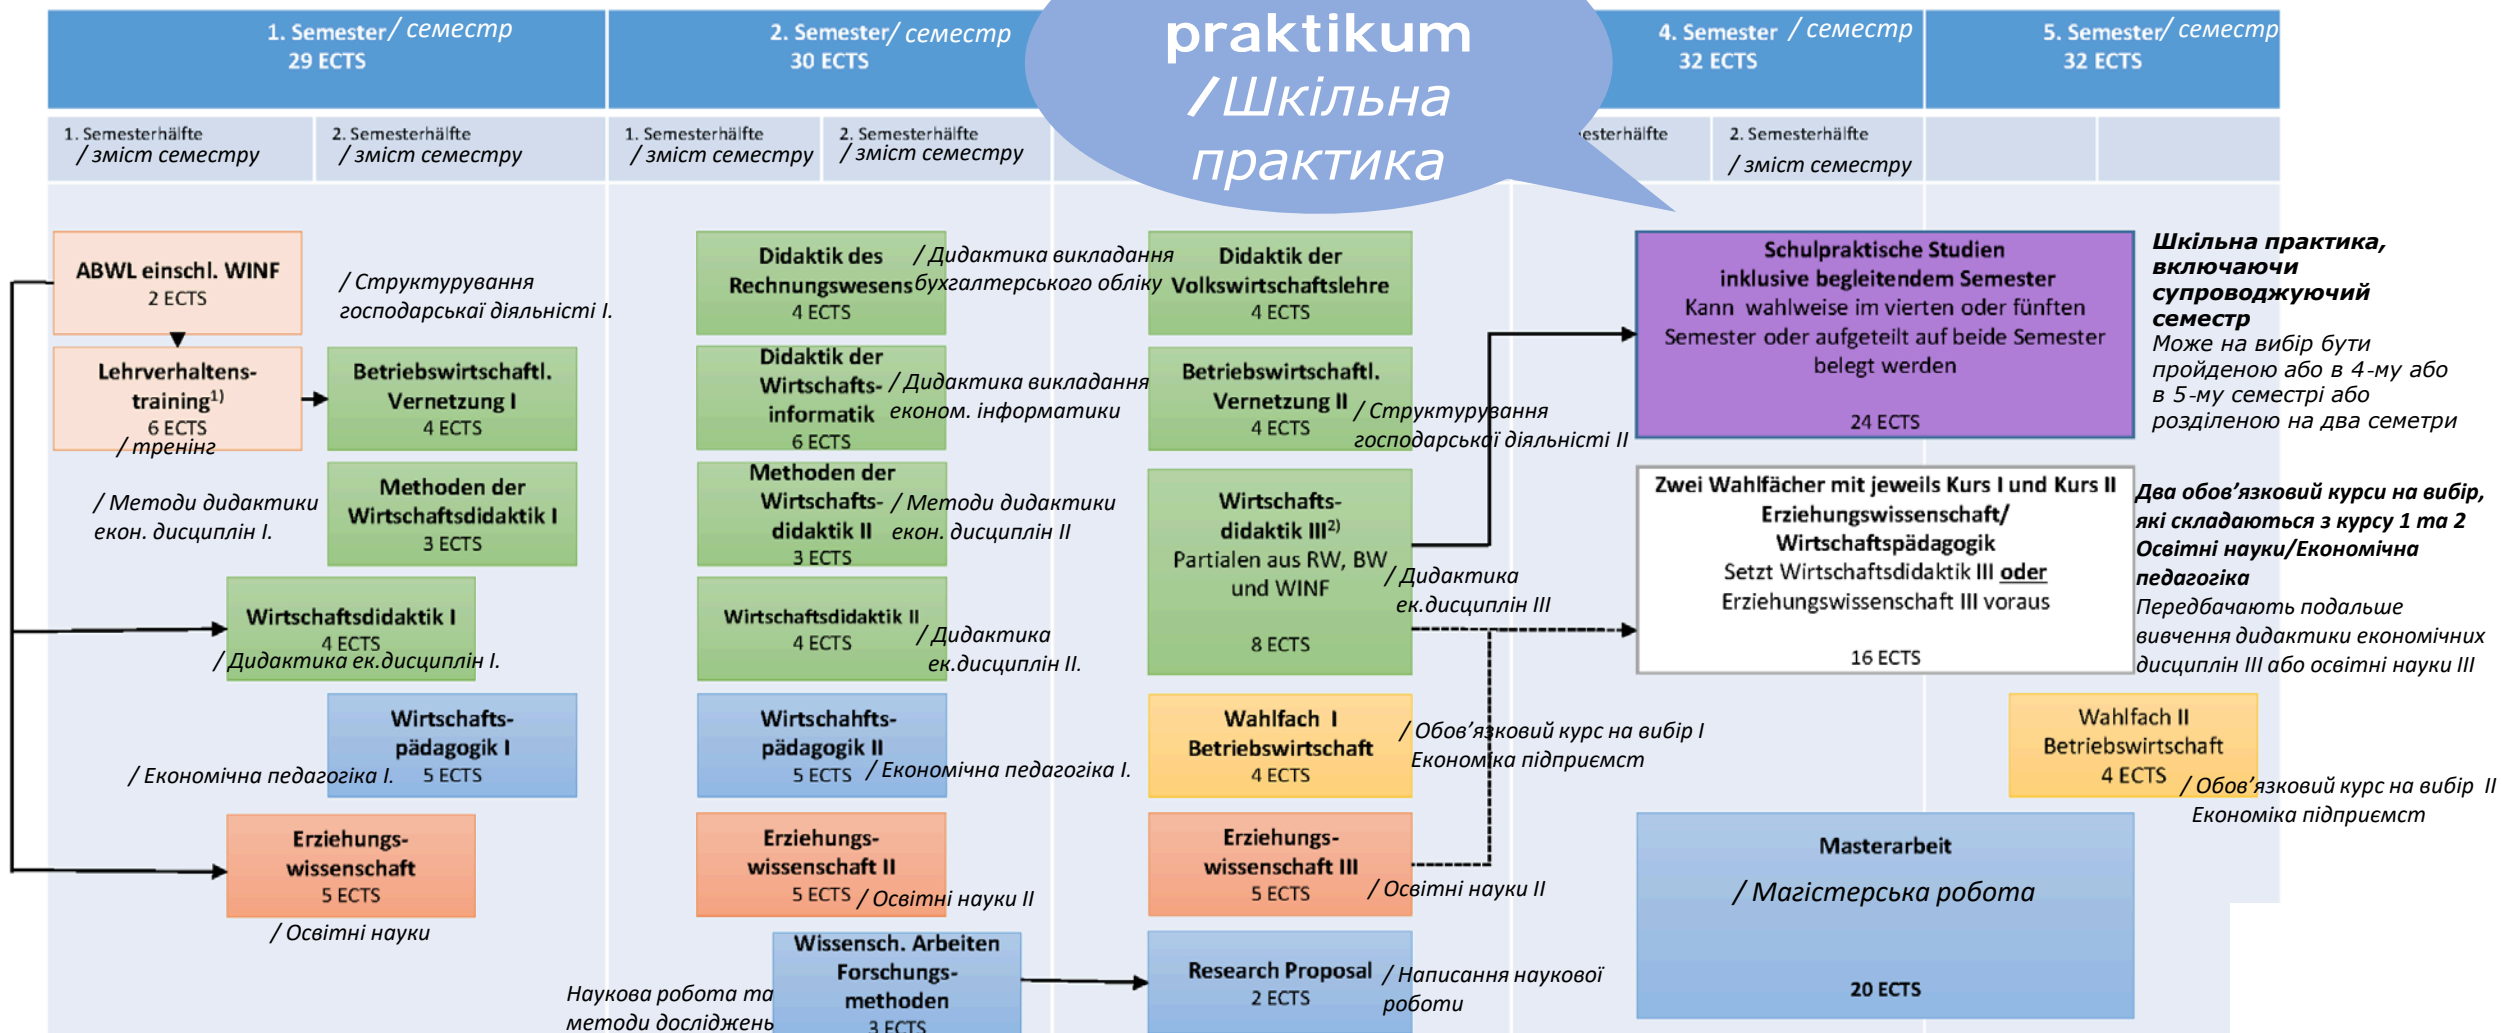 praktikum
/Шкільна
практика
1. Semester / семестр
29 ECTS
2. Semester / семестр
30 ECTS
4. Semester / семестр
32 ECTS
5. Semester / семестр
32 ECTS
1. Semesterhälfte
/ зміст семестру
2. Semesterhälfte
/ зміст семестру
1. Semesterhälfte
/ зміст семестру
2. Semesterhälfte
/ зміст семестру
esterhälfte
2. Semesterhälfte
/ зміст семестру
ABWL einschl. WINF
2 ECTS
Lehrverhaltens-
training1)
6 ECTS
/ тренінг
/ Структурування
господарської діяльністі I.
Betriebswirtschaftl.
Vernetzung I
4 ECTS
/ Методи дидактики
екон. дисциплін I.
Methoden der
Wirtschaftsdidaktik I
3 ECTS
Wirtschaftsdidaktik I
4 ECTS
/ Дидактика ек.дисциплін I.
Wirtschafts-
pädagogik I
5 ECTS
/ Економічна педагогіка I.
Erziehungs-
wissenschaft
5 ECTS
/ Освітні науки
Didaktik des
Rechnungswesens
4 ECTS
/ Дидактика викладання
бухгалтерського обліку
Didaktik der
Wirtschafts-
informatik
6 ECTS
/ Дидактика викладання
економ. інформатики
Methoden der
Wirtschafts-
didaktik II
3 ECTS
/ Методи дидактики
екон. дисциплін II
Wirtschaftsdidaktik II
4 ECTS
/ Дидактика
ек.дисциплін II.
Wirtschahfts-
pädagogik II
5 ECTS
/ Економічна педагогіка I.
Erziehungs-
wissenschaft II
5 ECTS
/ Освітні науки II
Wissensch. Arbeiten
Forschungs-
methoden
3 ECTS
Наукова робота та
методи досліджень
Didaktik der
Volkswirtschaftslehre
4 ECTS
Betriebswirtschaftl.
Vernetzung II
4 ECTS
/ Структурування
господарської діяльністі II
Wirtschafts-
didaktik III2)
Partialen aus RW, BW
und WINF
8 ECTS
/ Дидактика
ек.дисциплін III
Wahlfach I
Betriebswirtschaft
4 ECTS
/ Обов’язковий курс на вибір I
Економіка підприємст
Erziehungs-
wissenschaft III
5 ECTS
/ Освітні науки II
Research Proposal
2 ECTS
/ Написання наукової
роботи
Schulpraktische Studien
inklusive begleitendem Semester
Kann wahlweise im vierten oder fünften
Semester oder aufgeteilt auf beide Semester
belegt werden
24 ECTS
Шкільна практика,
включаючи
супроводжуючий
семестр
Може на вибір бути
пройденою або в 4-му або
в 5-му семестрі або
розділеною на два семетри
Zwei Wahlfächer mit jeweils Kurs I und Kurs II
Erziehungswissenschaft/
Wirtschaftspädagogik
Setzt Wirtschaftsdidaktik III oder
Erziehungswissenschaft III voraus
16 ECTS
Два обов’язковий курси на вибір,
які складаються з курсу 1 та 2
Освітні науки/Економічна
педагогіка
Передбачають подальше
вивчення дидактики економічних
дисциплін III або освітні науки III
Wahlfach II
Betriebswirtschaft
4 ECTS
/ Обов’язковий курс на вибір II
Економіка підприємст
Masterarbeit
/ Магістерська робота
20 ECTS